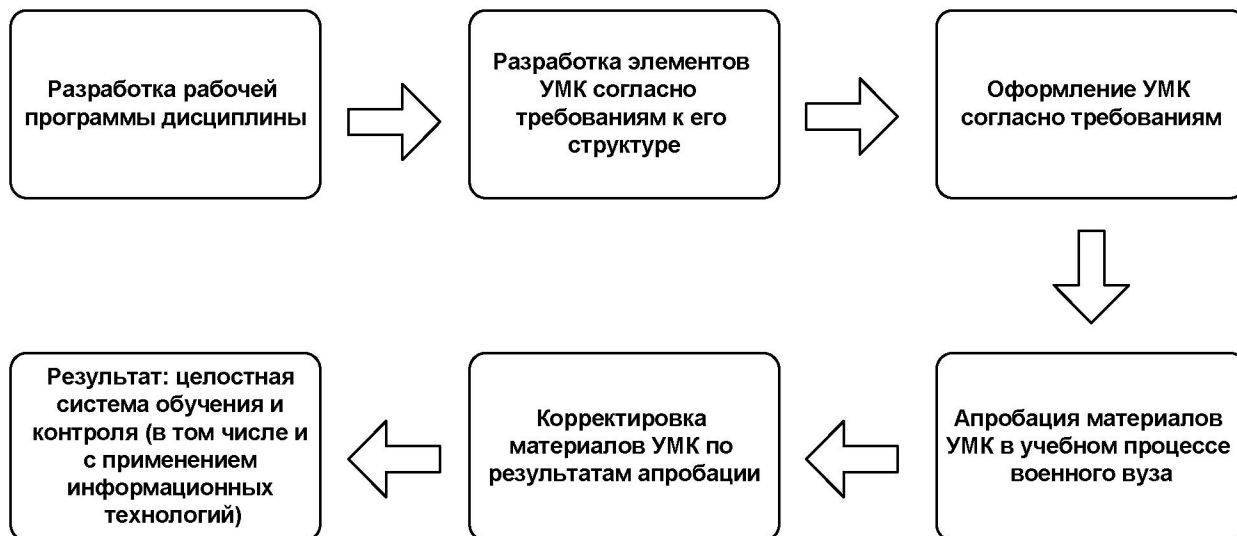 Разработка рабочей
программы дисциплины
Разработка элементов
УМК согласно
требованиям к его
структуре
Оформление УМК
согласно требованиям
Апробация материалов
УМК в учебном процессе
военного вуза
Корректировка
материалов УМК по
результатам апробации
Результат: целостная
система обучения и
контроля (в том числе и
с применением
информационных
технологий)